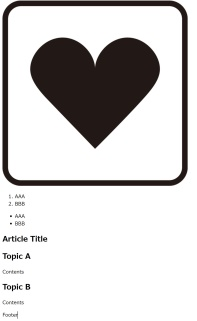 1. AAA
2. BBB
• AAA
• BBB
Article Title
Topic A
Contents
Topic B
Contents
Footer